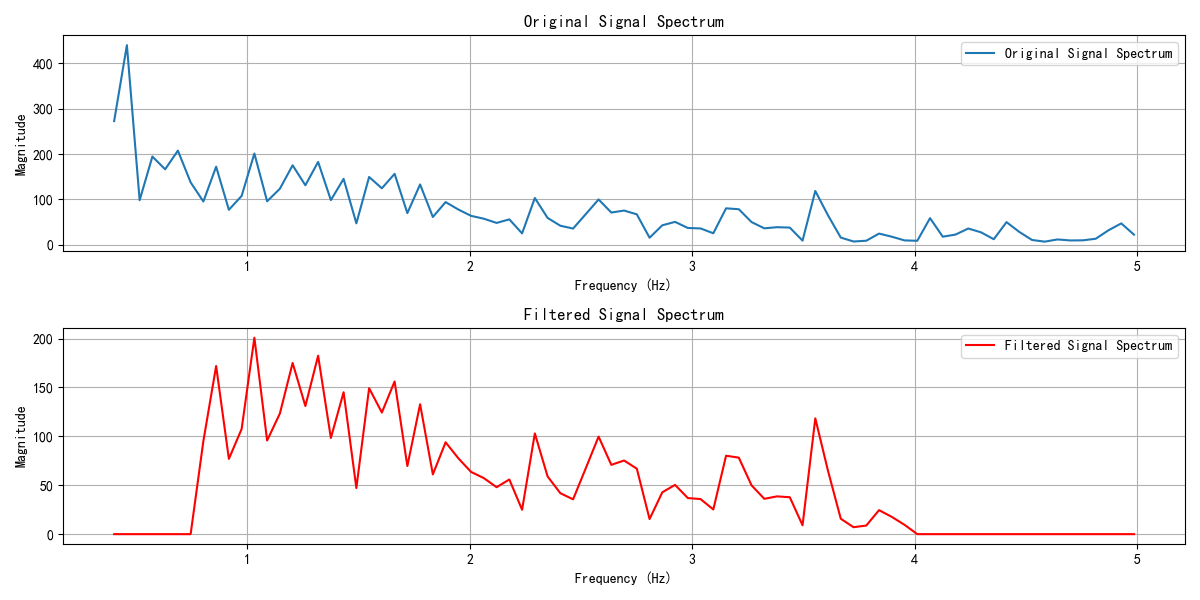 Original Signal Spectrum
Original Signal Spectrum
Magnitude
400
300
200
100
0
1 2 3 4 5
Frequency (Hz)
Filtered Signal Spectrum
Filtered Signal Spectrum
Magnitude
200
150
100
50
0
1 2 3 4 5
Frequency (Hz)